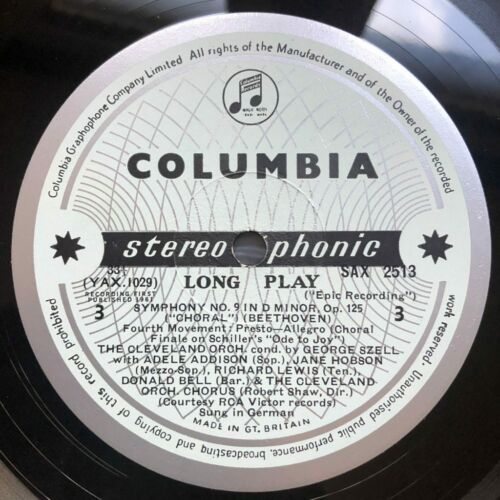 Columbia Graphophone Company Limited All rights of the Manufacturer and of the Owner of the recorded work reserved. Unauthorised public performance, broadcasting and copying of this record prohibited
Columbia
Records
MAGIC NOTES
COLUMBIA
stereo phonic
33⅓
(YAX.1029)
LONG PLAY
SAX 2513
RECORDING FIRST
PUBLISHED 1961
("Epic Recording")
3
3
SYMPHONY NO. 9 IN D MINOR, Op. 125
("CHORAL") (BEETHOVEN)
Fourth Movement: Presto—Allegro (Choral
Finale on Schiller's "Ode to Joy")
THE CLEVELAND ORCH. cond. by GEORGE SZELL
with ADELE ADDISON (Sop.), JANE HOBSON
(Mezzo-Sop.), RICHARD LEWIS (Ten.),
DONALD BELL (Bar.) & THE CLEVELAND
ORCH. CHORUS (Robert Shaw, Dir.)
(Courtesy RCA Victor records)
Sung in German
MADE IN GT. BRITAIN